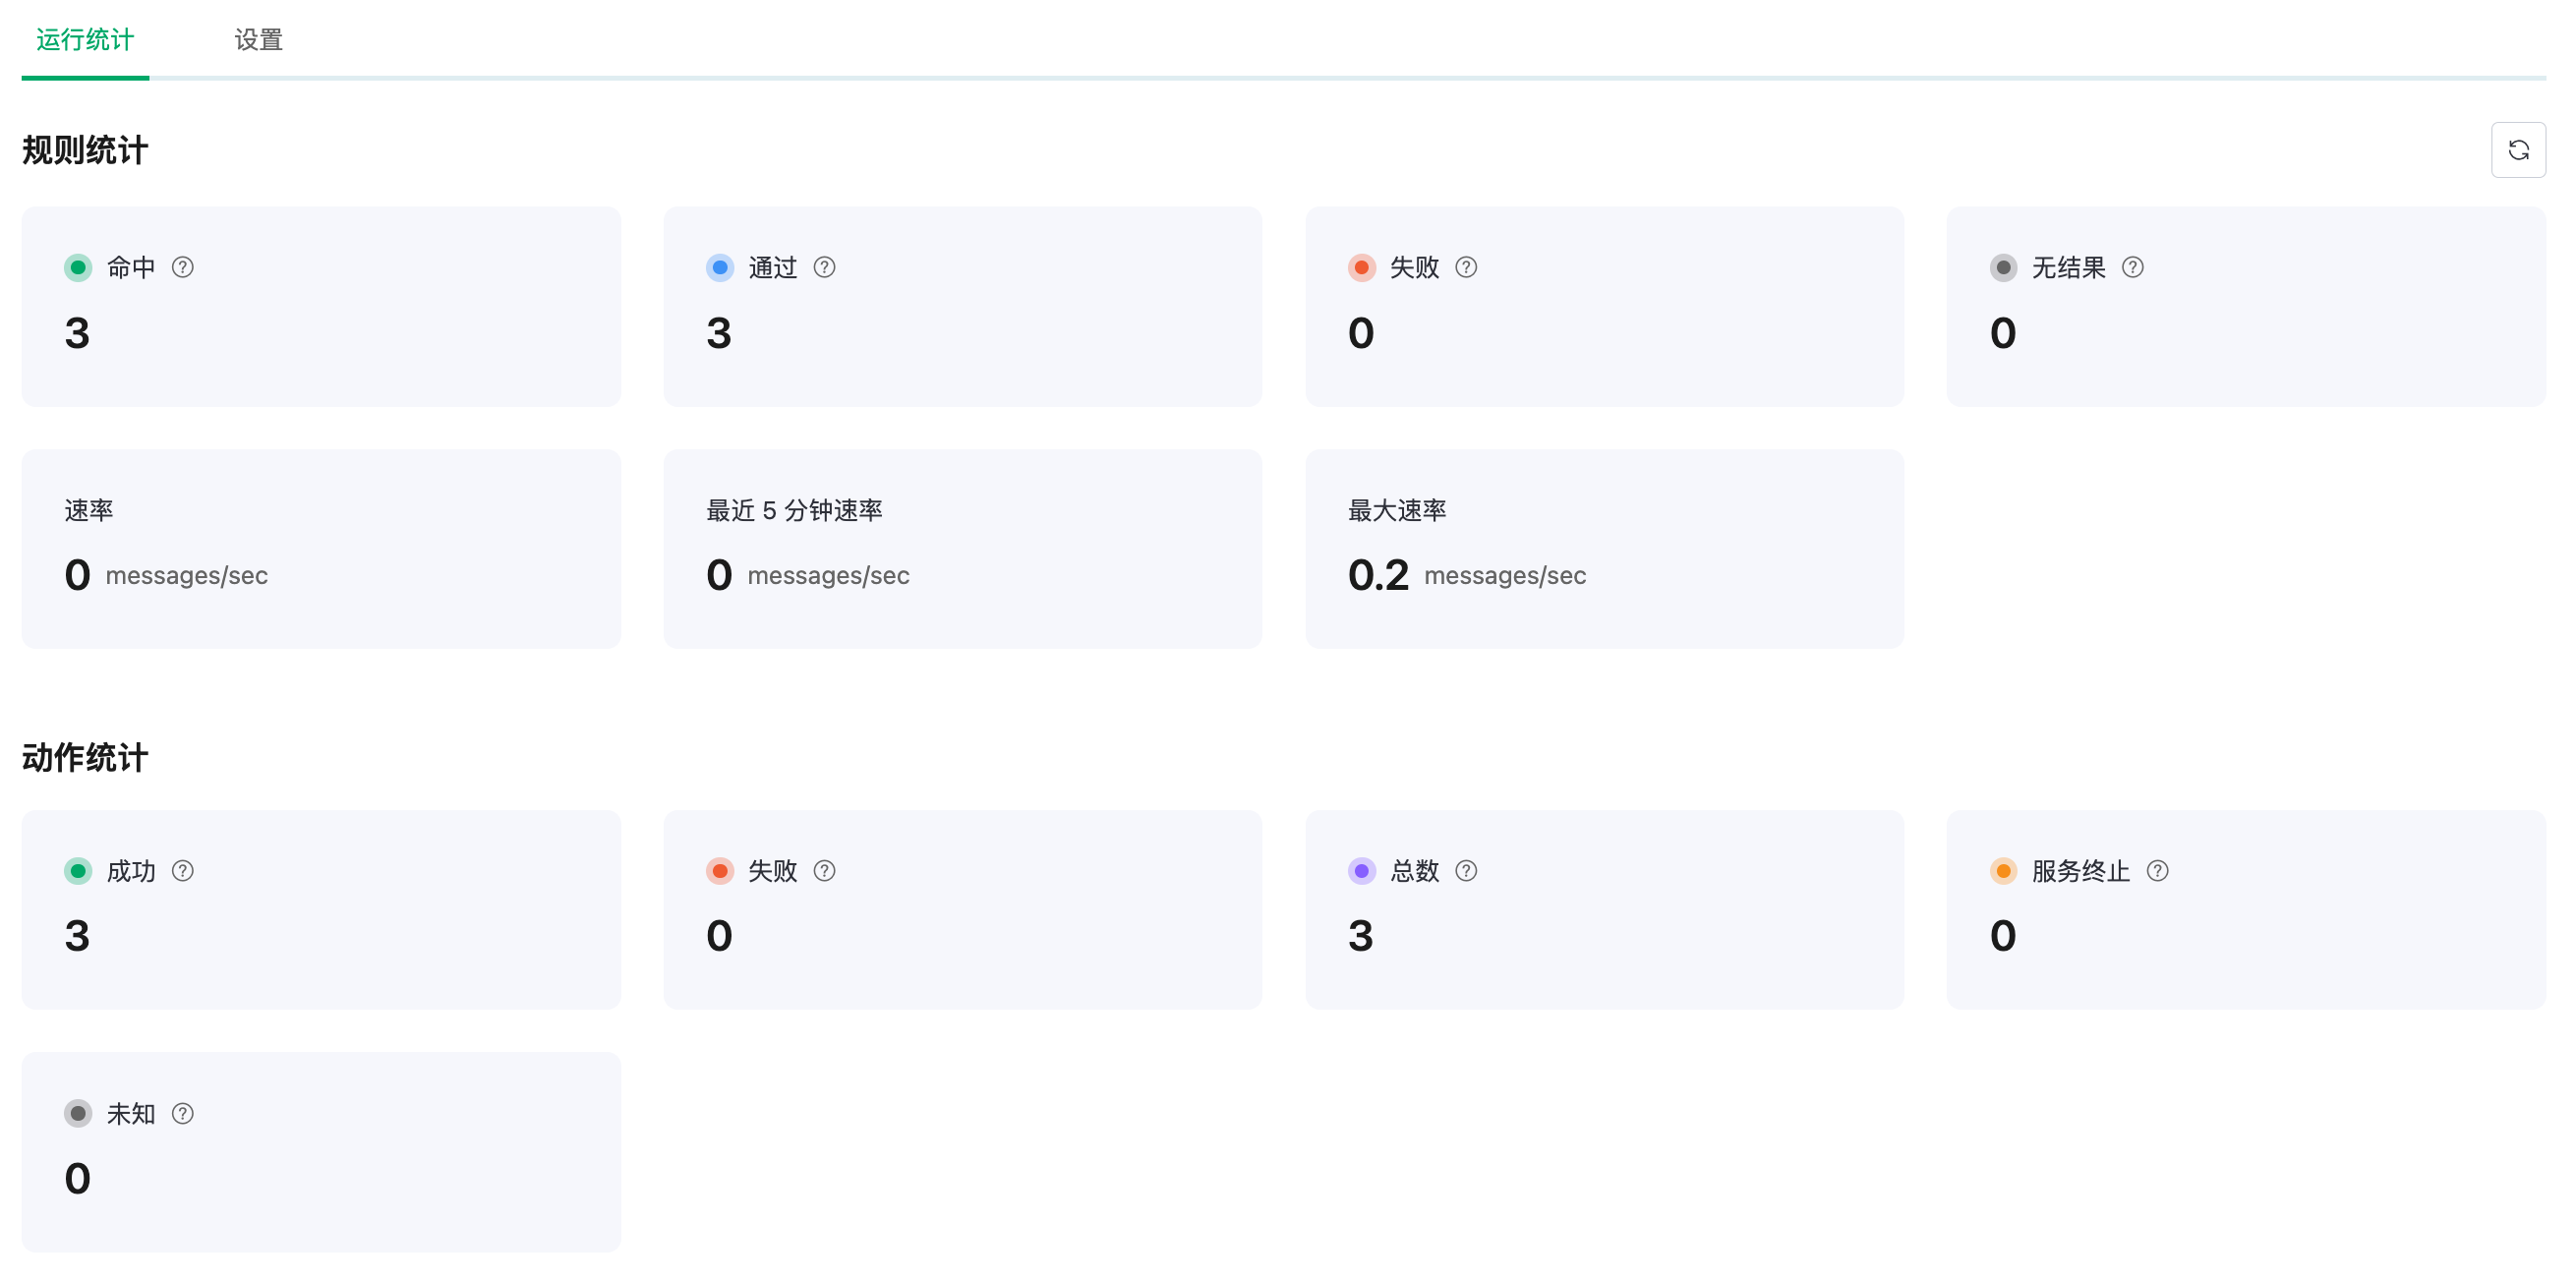 运行统计 设置
规则统计
命中 通过 失败 无结果
3 3 0 0
速率 最近 5 分钟速率 最大速率
0 messages/sec 0 messages/sec 0.2 messages/sec
动作统计
成功 失败 总数 服务终止
3 0 3 0
未知
0